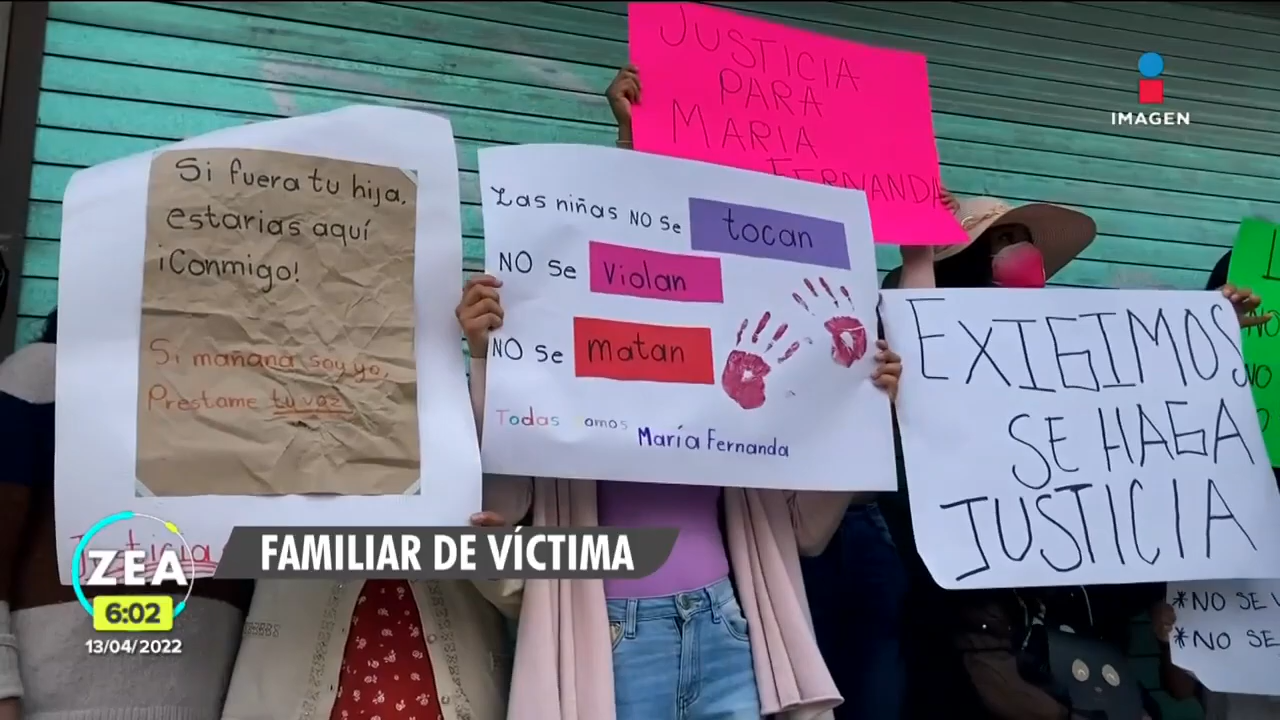 JUSTICIA
PARA
MARIA
FERNANDA
IMAGEN
Si fuera tu hija,
estarias aquí
¡Conmigo!
Si mañana soy yo,
Prestame tu voz
Justicia
Las niñas NO se tocan
NO se Violan
NO se matan
Todas omos María Fernanda
EXIGIMOS
SE HAGA
JUSTICIA
*NO SE
*NO SE
FAMILIAR DE VÍCTIMA
ZEA
6:02
13/04/2022